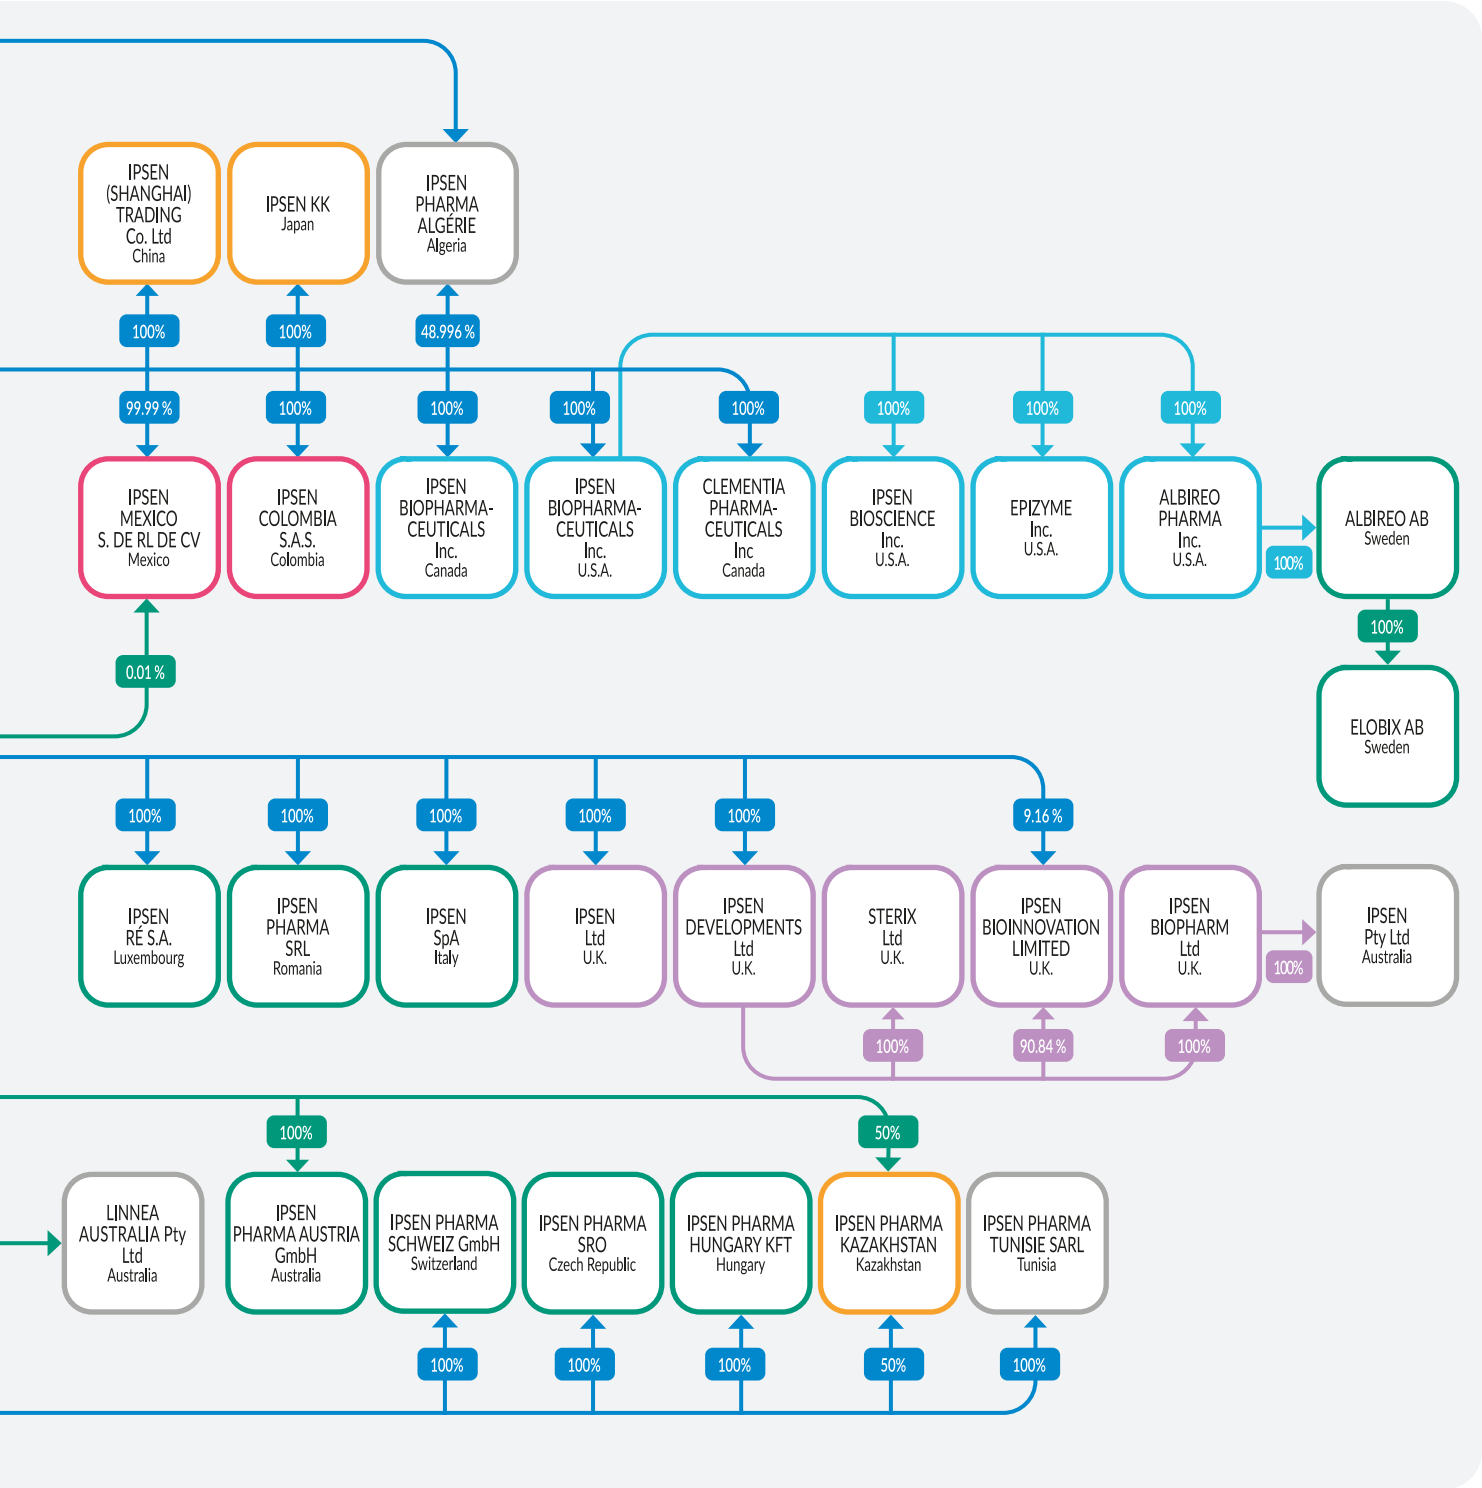 IPSEN
(SHANGHAI)
TRADING
Co. Ltd
China
IPSEN KK
Japan
IPSEN
PHARMA
ALGÉRIE
Algeria
100%
100%
48.996 %
99.99 %
100%
100%
100%
100%
100%
100%
100%
IPSEN
MEXICO
S. DE RL DE CV
Mexico
IPSEN
COLOMBIA
S.A.S.
Colombia
IPSEN
BIOPHARMA-
CEUTICALS
Inc.
Canada
IPSEN
BIOPHARMA-
CEUTICALS
Inc.
U.S.A.
CLEMENTIA
PHARMA-
CEUTICALS
Inc
Canada
IPSEN
BIOSCIENCE
Inc.
U.S.A.
EPIZYME
Inc.
U.S.A.
ALBIREO
PHARMA
Inc.
U.S.A.
100%
ALBIREO AB
Sweden
100%
0.01 %
ELOBIX AB
Sweden
100%
100%
100%
100%
100%
9.16 %
IPSEN
RÉ S.A.
Luxembourg
IPSEN
PHARMA
SRL
Romania
IPSEN
SpA
Italy
IPSEN
Ltd
U.K.
IPSEN
DEVELOPMENTS
Ltd
U.K.
STERIX
Ltd
U.K.
IPSEN
BIOINNOVATION
LIMITED
U.K.
IPSEN
BIOPHARM
Ltd
U.K.
100%
IPSEN
Pty Ltd
Australia
100%
90.84 %
100%
100%
50%
LINNEA
AUSTRALIA Pty
Ltd
Australia
IPSEN
PHARMA AUSTRIA
GmbH
Australia
IPSEN PHARMA
SCHWEIZ GmbH
Switzerland
IPSEN PHARMA
SRO
Czech Republic
IPSEN PHARMA
HUNGARY KFT
Hungary
IPSEN PHARMA
KAZAKHSTAN
Kazakhstan
IPSEN PHARMA
TUNISIE SARL
Tunisia
100%
100%
100%
50%
100%